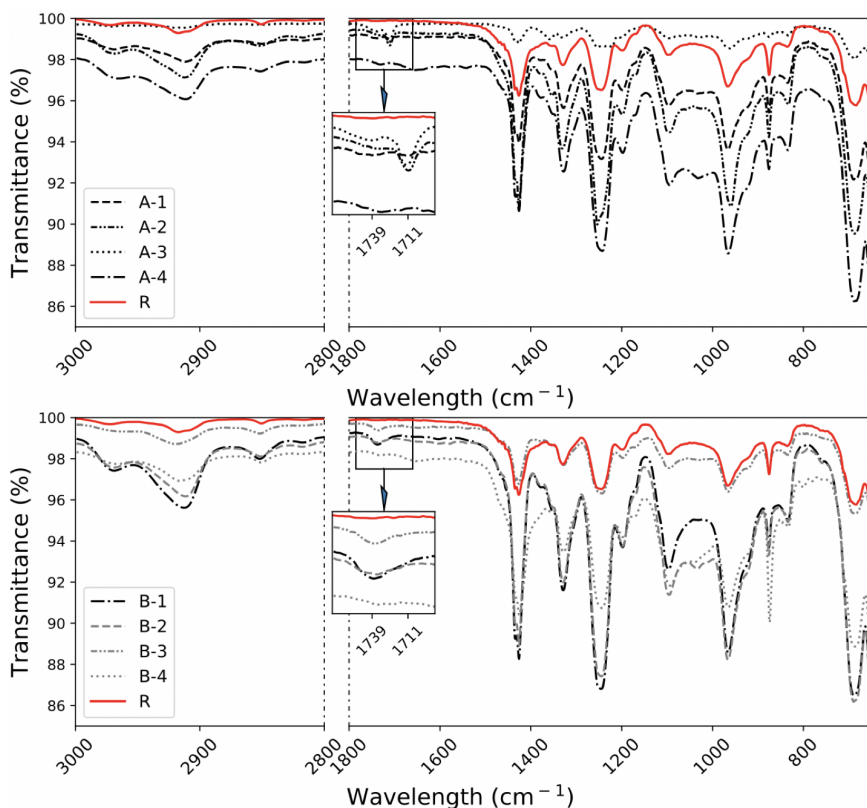 100
98
96
94
92
90
88
86
Transmittance (%)
A-1
A-2
A-3
A-4
R
1739
1711
3000
2900
2800
1800
1600
1400
1200
1000
800
Wavelength (cm⁻¹)
100
98
96
94
92
90
88
86
Transmittance (%)
B-1
B-2
B-3
B-4
R
1739
1711
3000
2900
2800
1800
1600
1400
1200
1000
800
Wavelength (cm⁻¹)